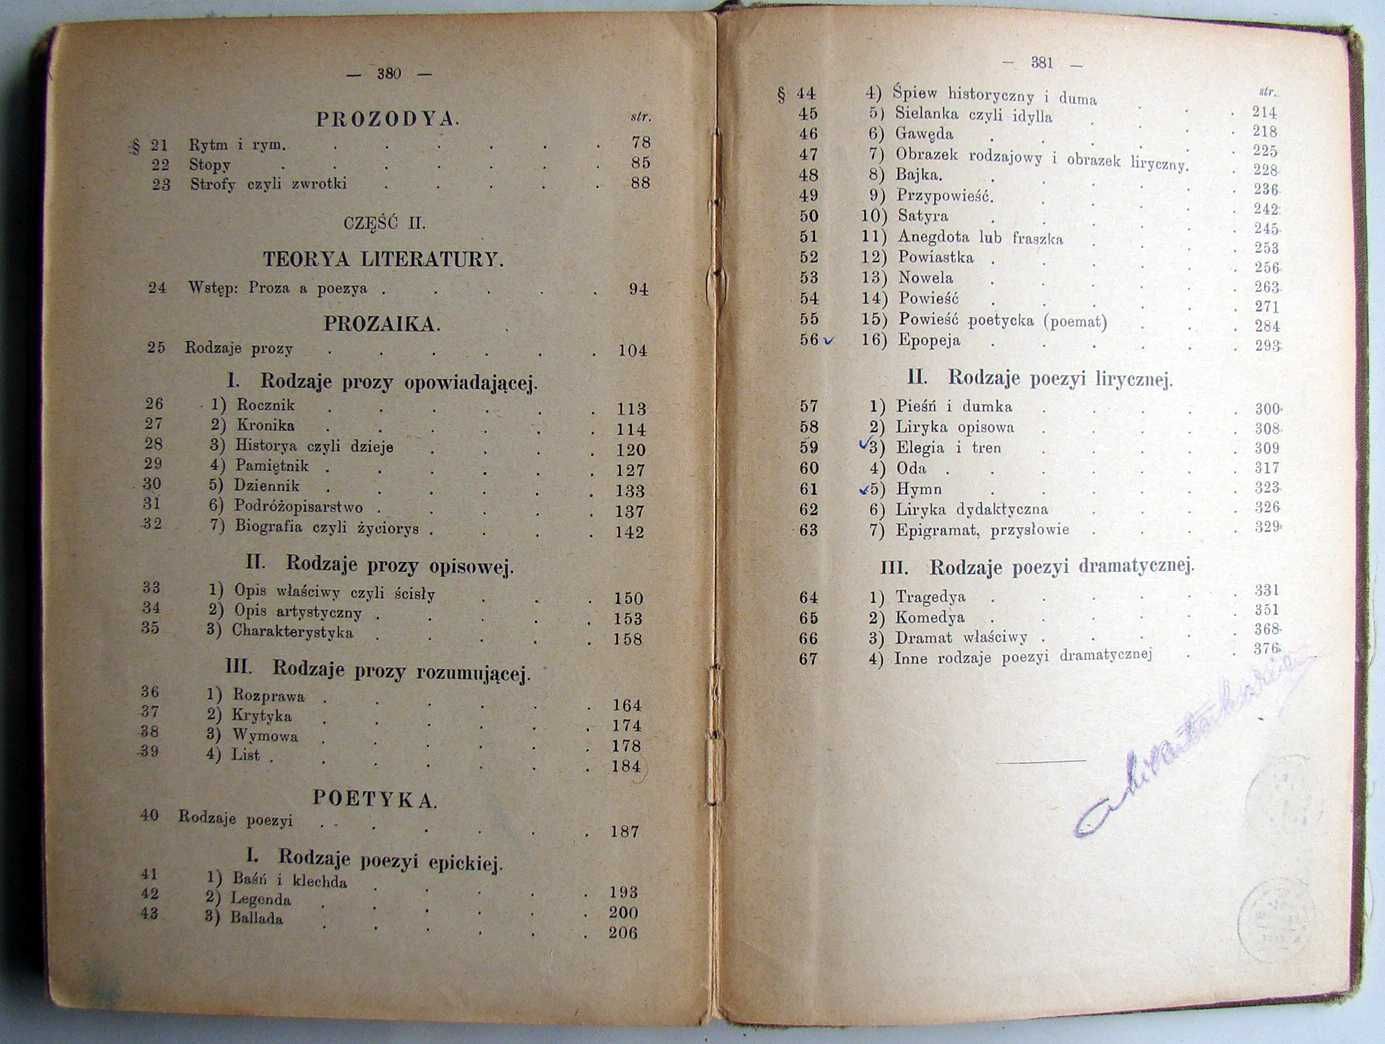 — 380 —
PROZODYA.
str.
§ 21 Rytm i rym. . . . . . . 78
22 Stopy . . . . . . . 85
23 Strofy czyli zwrotki . . . . . 88
CZĘŚĆ II.
TEORYA LITERATURY.
24 Wstęp: Proza a poezya . . . . . 94
PROZAIKA.
25 Rodzaje prozy . . . . . . 104
I. Rodzaje prozy opowiadającej.
26 1) Rocznik . . . . . . 113
27 2) Kronika . . . . . . 114
28 3) Historya czyli dzieje . . . . 120
29 4) Pamiętnik . . . . . . 127
30 5) Dziennik . . . . . . 133
31 6) Podróżopisarstwo . . . . . 137
32 7) Biografia czyli życiorys . . . . 142
II. Rodzaje prozy opisowej.
33 1) Opis właściwy czyli ścisły . . . 150
34 2) Opis artystyczny . . . . . 153
35 3) Charakterystyka . . . . . 158
III. Rodzaje prozy rozumującej.
36 1) Rozprawa . . . . . . 164
37 2) Krytyka . . . . . . 174
38 3) Wymowa . . . . . . 178
39 4) List . . . . . . . 184
POETYKA.
40 Rodzaje poezyi . . . . . . 187
I. Rodzaje poezyi epickiej.
41 1) Baśń i klechda . . . . . 193
42 2) Legenda . . . . . . 200
43 3) Ballada . . . . . . 206
— 381 —
str.
§ 44 4) Śpiew historyczny i duma . . . 214
45 5) Sielanka czyli idylla . . . . 218
46 6) Gawęda . . . . . 225
47 7) Obrazek rodzajowy i obrazek liryczny. . 228
48 8) Bajka. . . . . . . 236
49 9) Przypowieść. . . . . . 242
50 10) Satyra . . . . . . 245
51 11) Anegdota lub fraszka . . . . 253
52 12) Powiastka . . . . . . 256
53 13) Nowela . . . . . . 263
54 14) Powieść . . . . . . 271
55 15) Powieść poetycka (poemat) . . . 284
56 16) Epopeja . . . . . . 293
II. Rodzaje poezyi lirycznej.
57 1) Pieśń i dumka . . . . . 300
58 2) Liryka opisowa . . . . . 308
59 3) Elegia i tren . . . . . 309
60 4) Oda . . . . . . . 317
61 5) Hymn . . . . . . 323
62 6) Liryka dydaktyczna . . . . 326
63 7) Epigramat, przysłowie . . . . 329
III. Rodzaje poezyi dramatycznej.
64 1) Tragedya . . . . . . 331
65 2) Komedya . . . . . . 351
66 3) Dramat właściwy . . . . . 368
67 4) Inne rodzaje poezyi dramatycznej . . 376